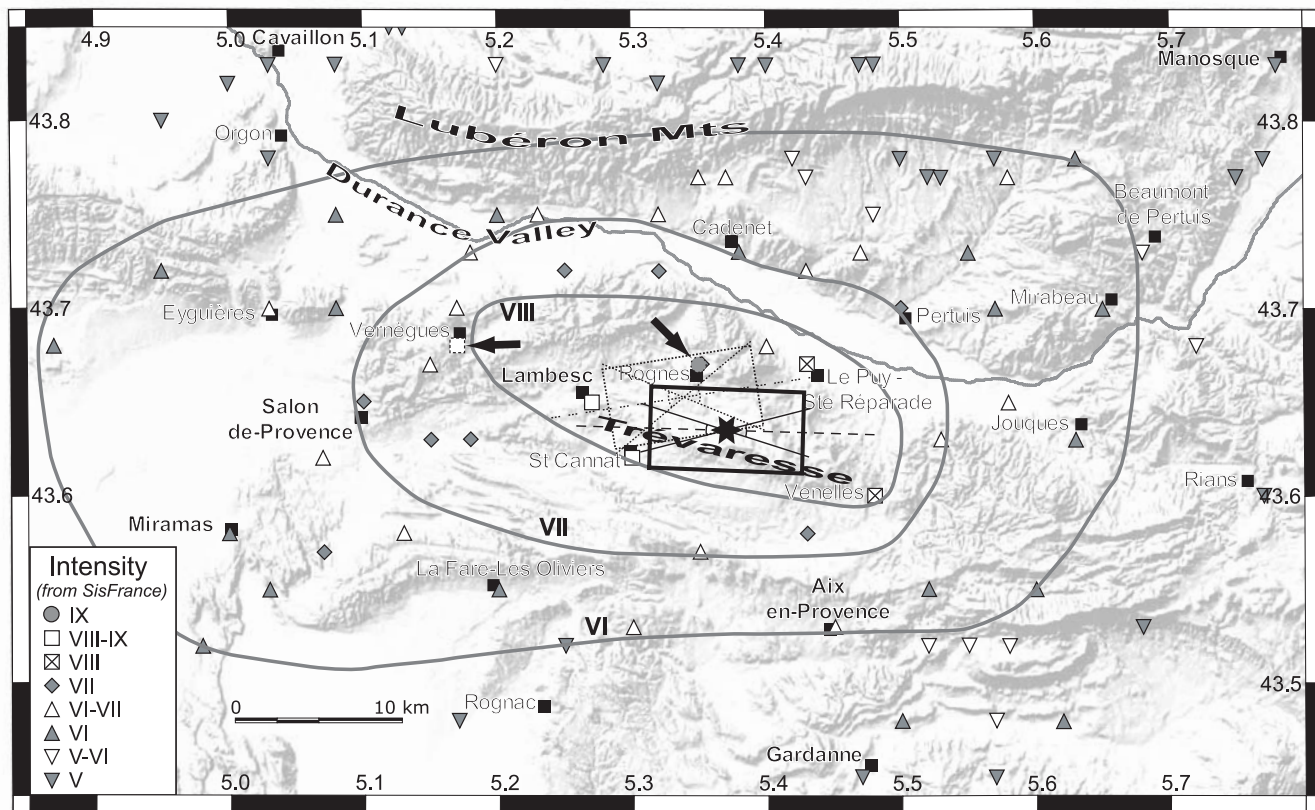 4.9 5.0 5.1 5.2 5.3 5.4 5.5 5.6 5.7
Cavaillon
Manosque
43.8 43.8
Lubéron Mts
Orgon
Durance Valley
Beaumont
de Pertuis
Cadenet
43.7 43.7
Eyguières
Mirabeau
VIII
Pertuis
Vernègues
Lambesc
Rognes
Le Puy -
Ste Réparade
Salon
de-Provence
Jouques
Trévaresse
St Cannat
Rians
Venelles
43.6 43.6
Miramas
VII
La Fare-Les Oliviers
Aix
en-Provence
VI
43.5
0 10 km
Rognac
Gardanne
Intensity
(from SisFrance)
IX
VIII-IX
VIII
VII
VI-VII
VI
V-VI
V
5.0 5.1 5.2 5.3 5.4 5.5 5.6 5.7